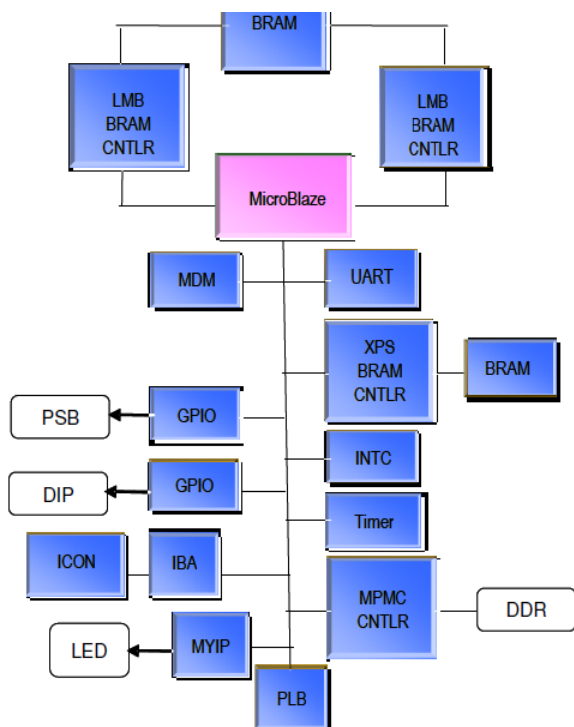 BRAM
LMB
BRAM
CNTLR
LMB
BRAM
CNTLR
MicroBlaze
MDM
UART
XPS
BRAM
CNTLR
BRAM
PSB
GPIO
INTC
DIP
GPIO
Timer
ICON
IBA
MPMC
CNTLR
DDR
LED
MYIP
PLB